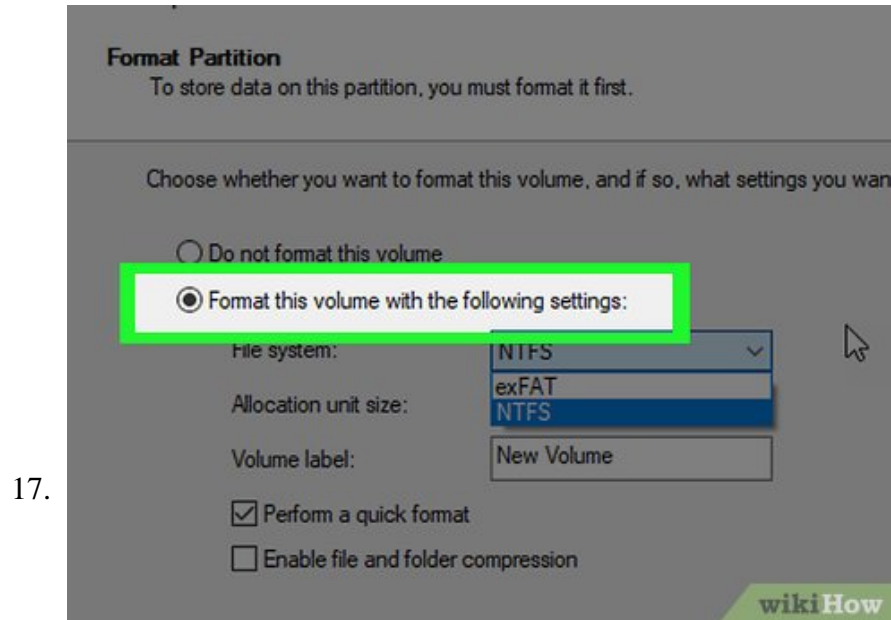 Format Partition
To store data on this partition, you must format it first.
Choose whether you want to format this volume, and if so, what settings you wan
Do not format this volume
Format this volume with the following settings:
File system: NTFS
exFAT
Allocation unit size: NTFS
Volume label: New Volume
17.
Perform a quick format
Enable file and folder compression
wikiHow